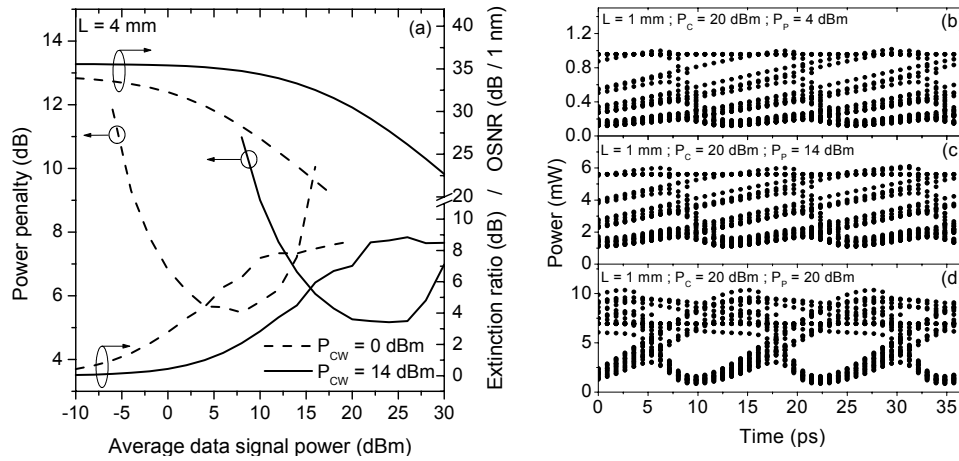 L = 4 mm
(a)
14
13
12
11
10
9
8
7
6
5
4
Power penalty (dB)
40
35
30
25
20
10
8
6
4
2
0
Extinction ratio (dB) / OSNR (dB / 1 nm)
P_CW = 0 dBm
P_CW = 14 dBm
-10 -5 0 5 10 15 20 25 30
Average data signal power (dBm)
L = 1 mm ; P_C = 20 dBm ; P_P = 4 dBm (b)
1.2
0.8
0.4
0.0
L = 1 mm ; P_C = 20 dBm ; P_P = 14 dBm (c)
6
4
2
0
L = 1 mm ; P_C = 20 dBm ; P_P = 20 dBm (d)
10
5
0
Power (mW)
0 5 10 15 20 25 30 35
Time (ps)